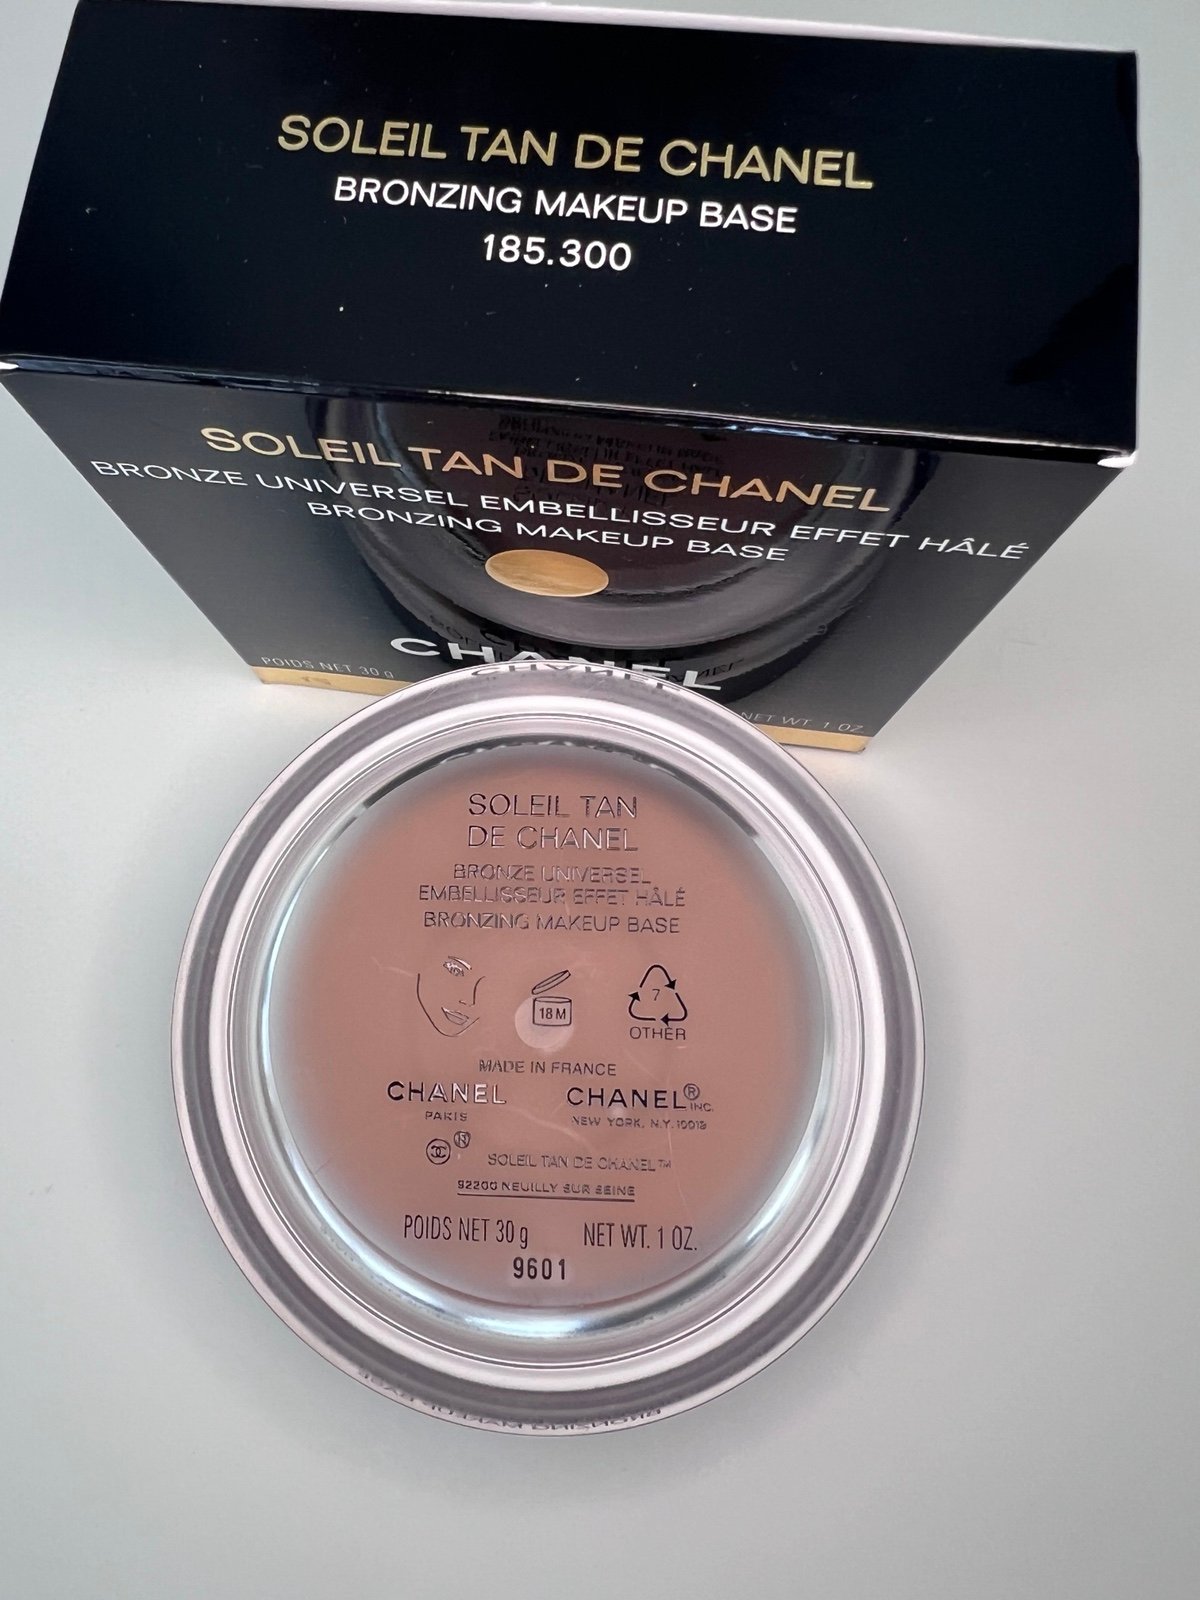 SOLEIL TAN DE CHANEL
BRONZING MAKEUP BASE
185.300
SOLEIL TAN DE CHANEL
BRONZE UNIVERSEL EMBELLISSEUR EFFET HÂLÉ
BRONZING MAKEUP BASE
CHANEL
POIDS NET 30 g
NET WT. 1 OZ.
SOLEIL TAN
DE CHANEL
BRONZE UNIVERSEL
EMBELLISSEUR EFFET HÂLÉ
BRONZING MAKEUP BASE
18 M
7
OTHER
MADE IN FRANCE
CHANEL CHANEL® INC.
PARIS NEW YORK, N.Y. 10019
SOLEIL TAN DE CHANEL™
92200 NEUILLY SUR SEINE
POIDS NET 30 g NET WT. 1 OZ.
9601